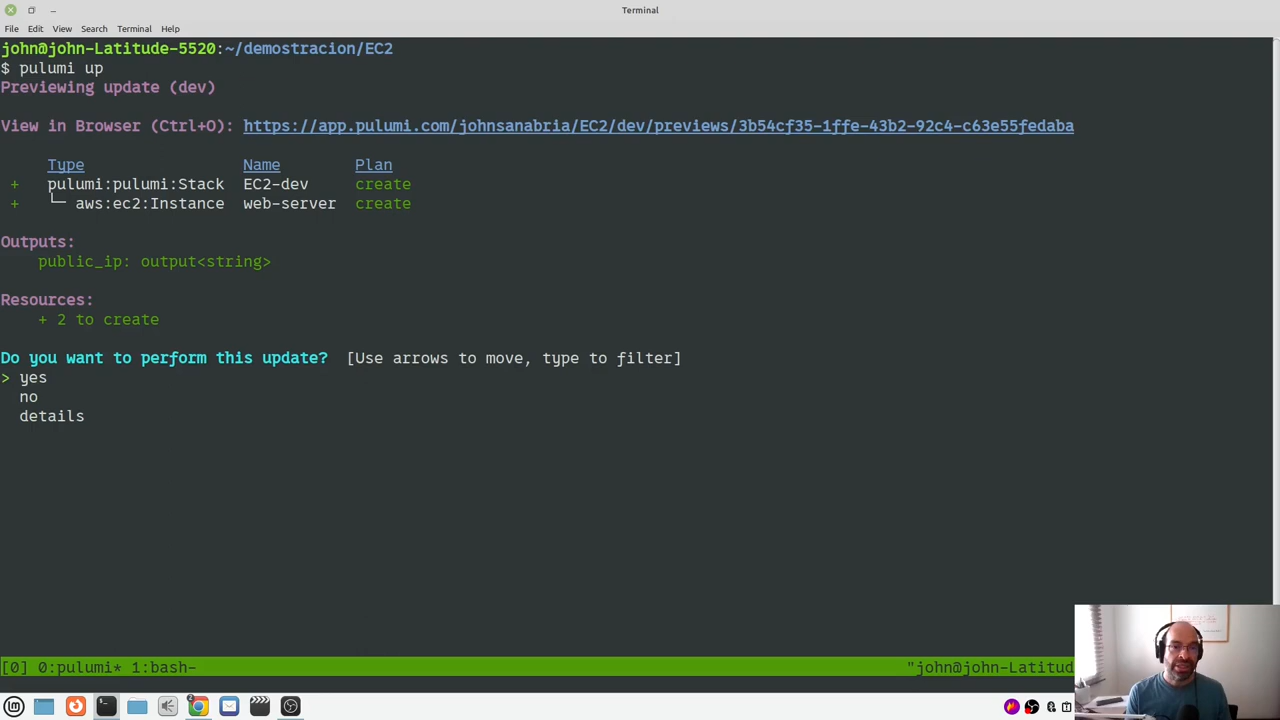 Terminal
File Edit View Search Terminal Help
john@john-Latitude-5520:~/demostracion/EC2
$ pulumi up
Previewing update (dev)
View in Browser (Ctrl+O): https://app.pulumi.com/johnsanabria/EC2/dev/previews/3b54cf35-1ffe-43b2-92c4-c63e55fedaba
Type Name Plan
+ pulumi:pulumi:Stack EC2-dev create
+ └─ aws:ec2:Instance web-server create
Outputs:
public_ip: output<string>
Resources:
+ 2 to create
Do you want to perform this update? [Use arrows to move, type to filter]
> yes
no
details
[0] 0:pulumi* 1:bash- "john@john-Latitud